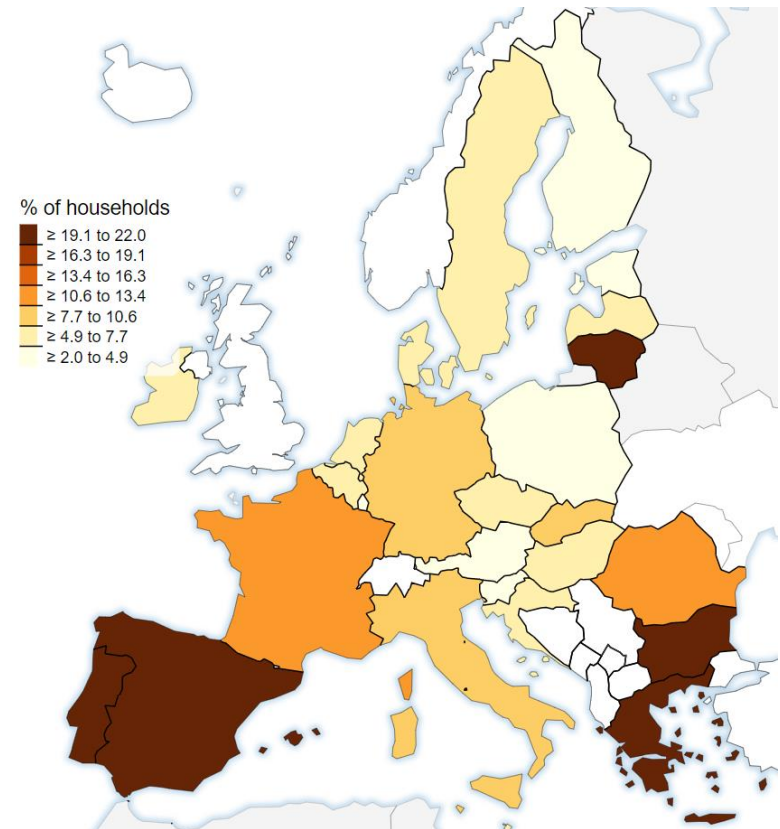 % of households
≥ 19.1 to 22.0
≥ 16.3 to 19.1
≥ 13.4 to 16.3
≥ 10.6 to 13.4
≥ 7.7 to 10.6
≥ 4.9 to 7.7
≥ 2.0 to 4.9